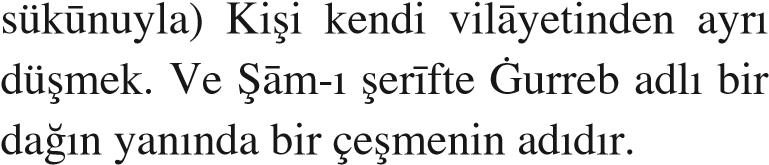 sükūnuyla) Kişi kendi vilāyetinden ayrı
düşmek. Ve Şām-ı şerīfte Ġurreb adlı bir
dağın yanında bir çeşmenin adıdır.